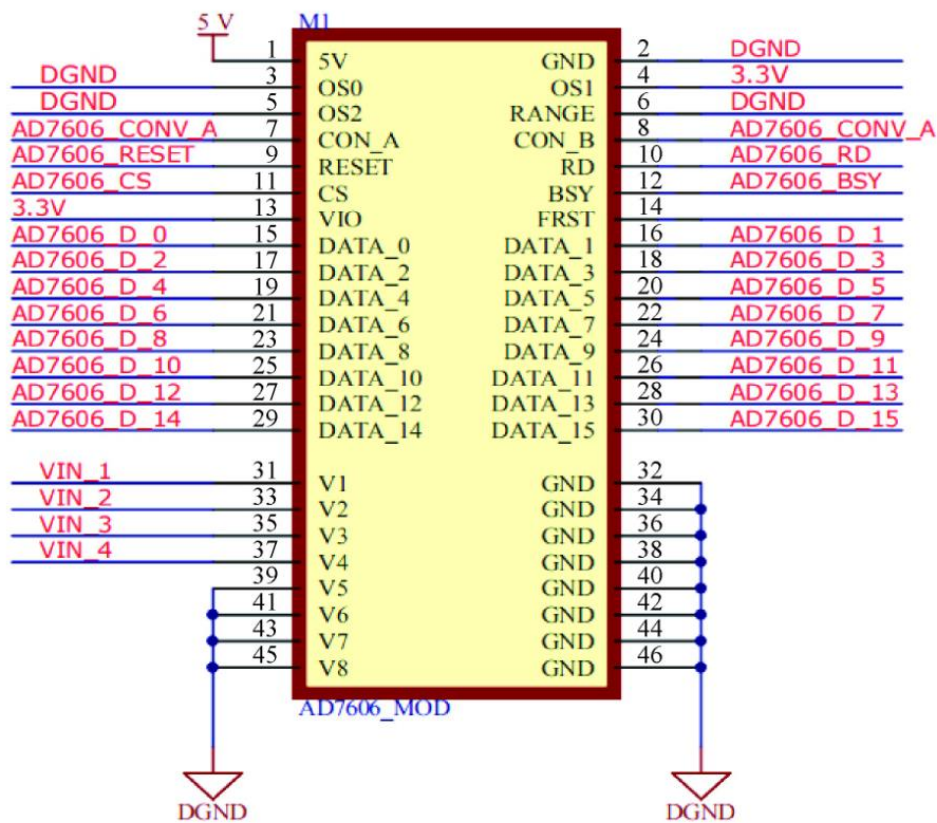 5 V M1
1 5V GND 2 DGND
DGND 3 OS0 OS1 4 3.3V
DGND 5 OS2 RANGE 6 DGND
AD7606_CONV_A 7 CON_A CON_B 8 AD7606_CONV_A
AD7606_RESET 9 RESET RD 10 AD7606_RD
AD7606_CS 11 CS BSY 12 AD7606_BSY
3.3V 13 VIO FRST 14
AD7606_D_0 15 DATA_0 DATA_1 16 AD7606_D_1
AD7606_D_2 17 DATA_2 DATA_3 18 AD7606_D_3
AD7606_D_4 19 DATA_4 DATA_5 20 AD7606_D_5
AD7606_D_6 21 DATA_6 DATA_7 22 AD7606_D_7
AD7606_D_8 23 DATA_8 DATA_9 24 AD7606_D_9
AD7606_D_10 25 DATA_10 DATA_11 26 AD7606_D_11
AD7606_D_12 27 DATA_12 DATA_13 28 AD7606_D_13
AD7606_D_14 29 DATA_14 DATA_15 30 AD7606_D_15
VIN_1 31 V1 GND 32
VIN_2 33 V2 GND 34
VIN_3 35 V3 GND 36
VIN_4 37 V4 GND 38
39 V5 GND 40
41 V6 GND 42
43 V7 GND 44
45 V8 GND 46
AD7606_MOD
DGND DGND